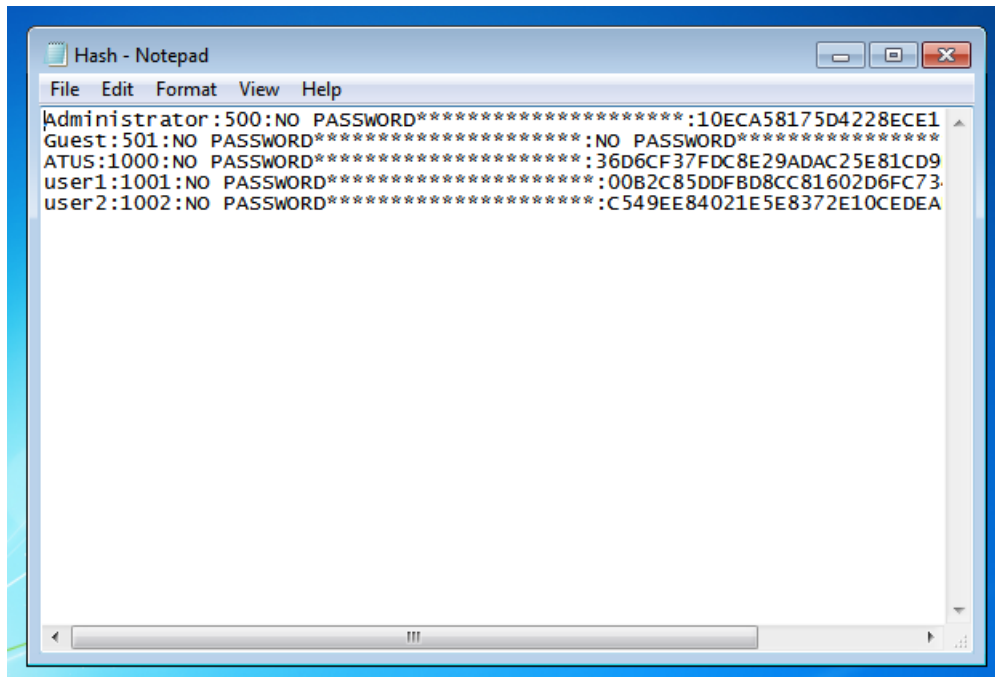 Hash - Notepad
File Edit Format View Help
Administrator:500:NO PASSWORD*********************:10ECA58175D4228ECE1
Guest:501:NO PASSWORD*********************:NO PASSWORD****************
ATUS:1000:NO PASSWORD*********************:36D6CF37FDC8E29ADAC25E81CD9
user1:1001:NO PASSWORD*********************:00B2C85DDFBD8CC81602D6FC73
user2:1002:NO PASSWORD*********************:C549EE84021E5E8372E10CEDEA